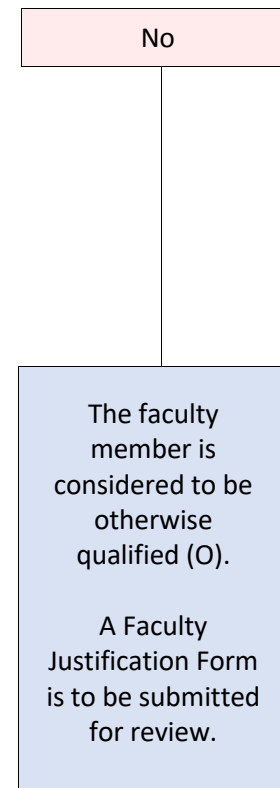 No
The faculty
member is
considered to be
otherwise
qualified (O).
A Faculty
Justification Form
is to be submitted
for review.